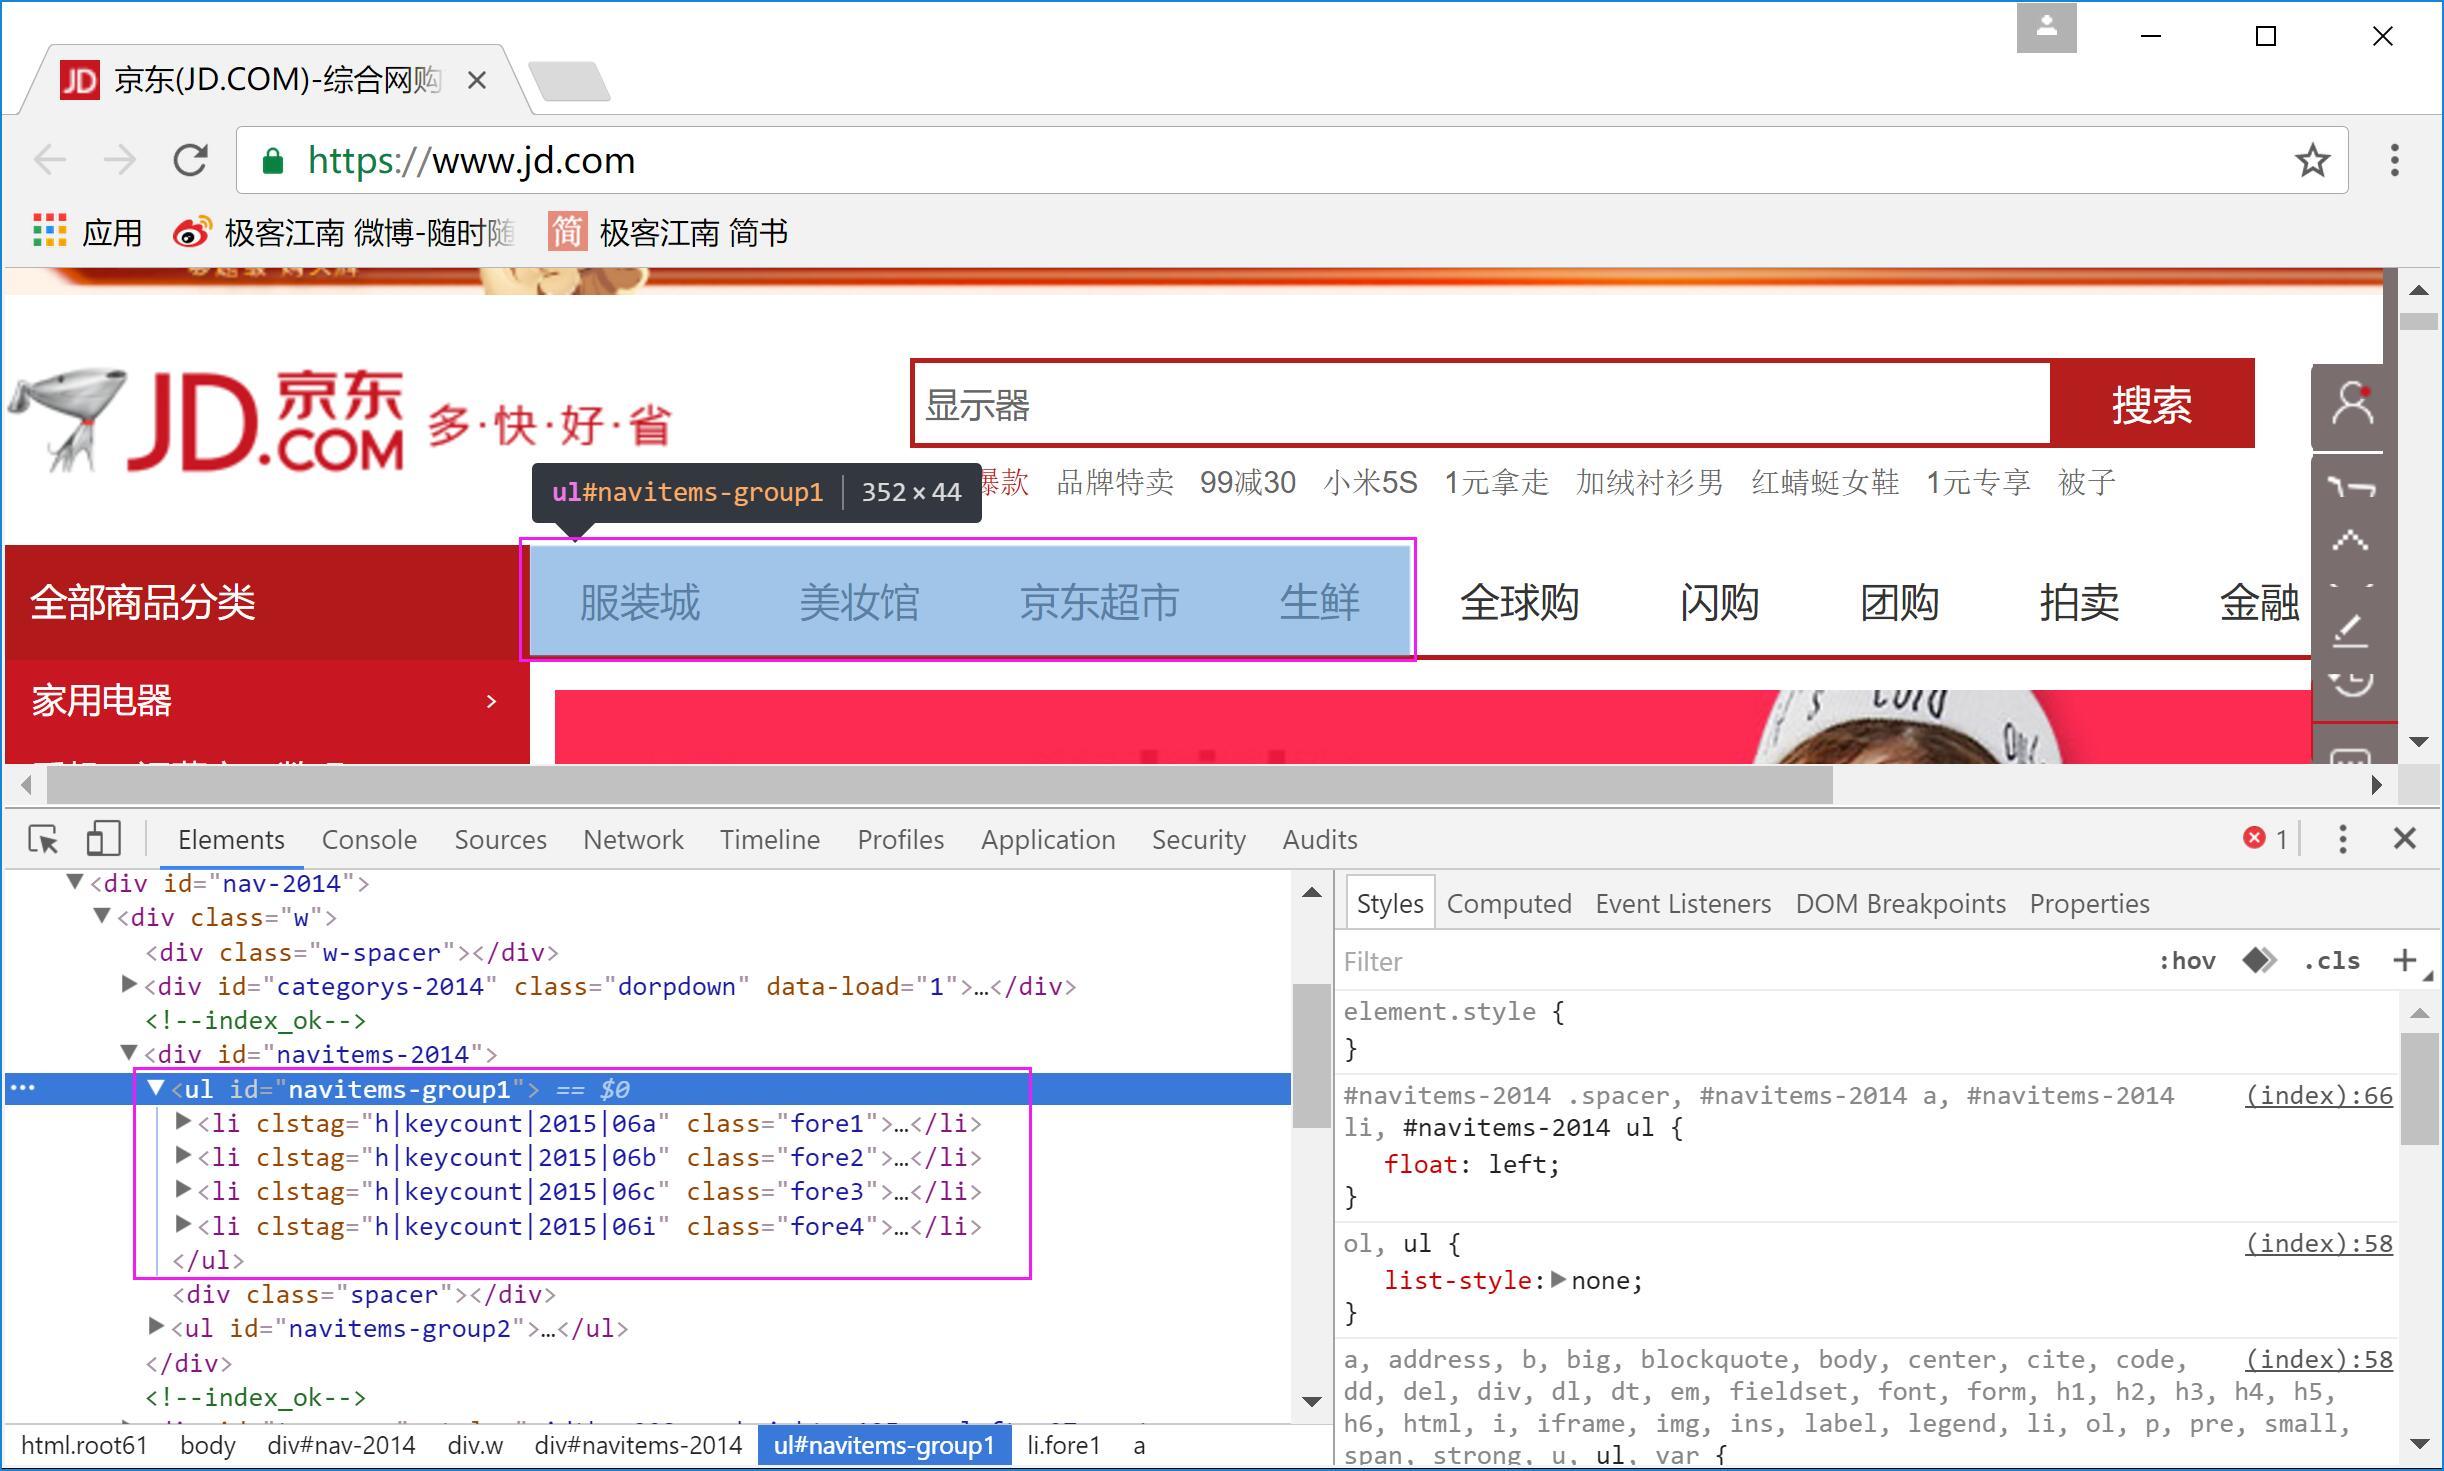 京东(JD.COM)-综合网购
https://www.jd.com
应用 极客江南 微博-随时随 极客江南 简书
JD 京东 .COM 多·快·好·省
显示器 搜索
ul#navitems-group1 352 × 44
爆款 品牌特卖 99减30 小米5S 1元拿走 加绒衬衫男 红蜻蜓女鞋 1元专享 被子
全部商品分类 服装城 美妆馆 京东超市 生鲜 全球购 闪购 团购 拍卖 金融
家用电器 >
Elements Console Sources Network Timeline Profiles Application Security Audits 1
<div id="nav-2014">
<div class="w">
<div class="w-spacer"></div>
<div id="categorys-2014" class="dorpdown" data-load="1">…</div>
<!--index_ok-->
<div id="navitems-2014">
<ul id="navitems-group1"> == $0
<li clstag="h|keycount|2015|06a" class="fore1">…</li>
<li clstag="h|keycount|2015|06b" class="fore2">…</li>
<li clstag="h|keycount|2015|06c" class="fore3">…</li>
<li clstag="h|keycount|2015|06i" class="fore4">…</li>
</ul>
<div class="spacer"></div>
<ul id="navitems-group2">…</ul>
</div>
<!--index_ok-->
html.root61 body div#nav-2014 div.w div#navitems-2014 ul#navitems-group1 li.fore1 a
Styles Computed Event Listeners DOM Breakpoints Properties
Filter :hov .cls +
element.style {
}
#navitems-2014 .spacer, #navitems-2014 a, #navitems-2014 (index):66
li, #navitems-2014 ul {
float: left;
}
ol, ul { (index):58
list-style: none;
}
a, address, b, big, blockquote, body, center, cite, code, (index):58
dd, del, div, dl, dt, em, fieldset, font, form, h1, h2, h3, h4, h5,
h6, html, i, iframe, img, ins, label, legend, li, ol, p, pre, small,
span, strong, u, ul, var {